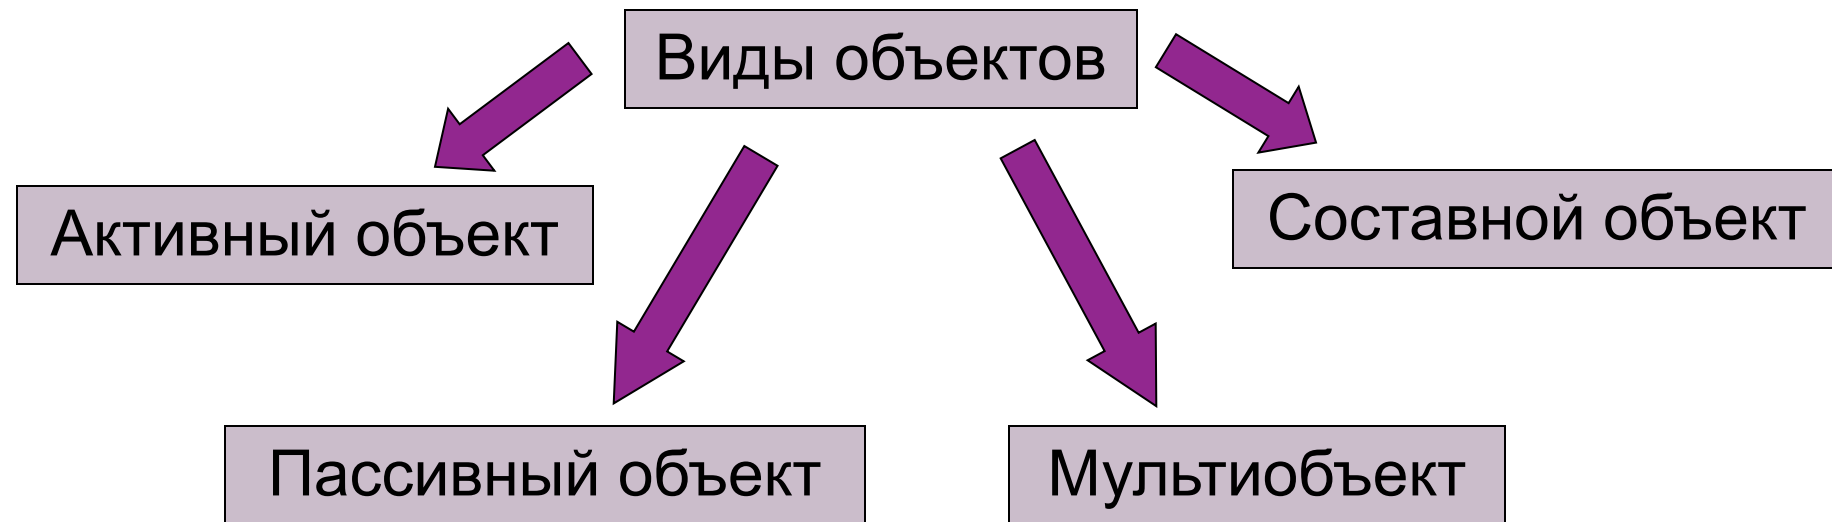 Виды объектов
Активный объект
Составной объект
Пассивный объект
Мультиобъект